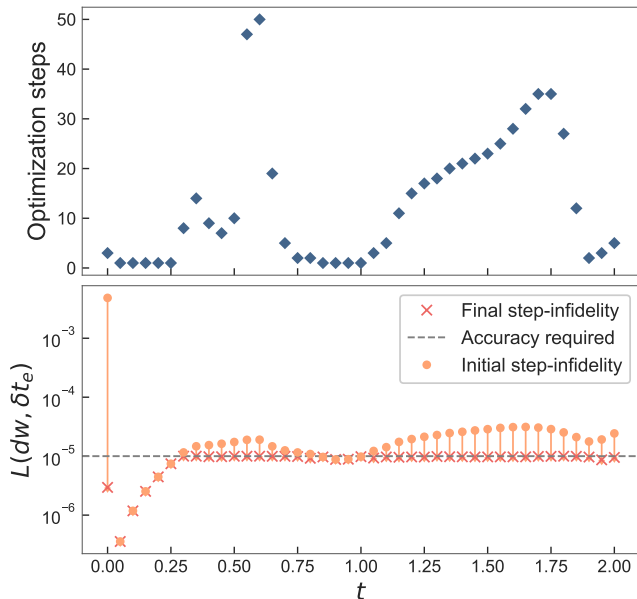 50
40
30
20
10
0
Optimization steps
Final step-infidelity
Accuracy required
Initial step-infidelity
10⁻³
10⁻⁴
10⁻⁵
10⁻⁶
L(dw, δtₑ)
0.00 0.25 0.50 0.75 1.00 1.25 1.50 1.75 2.00
t